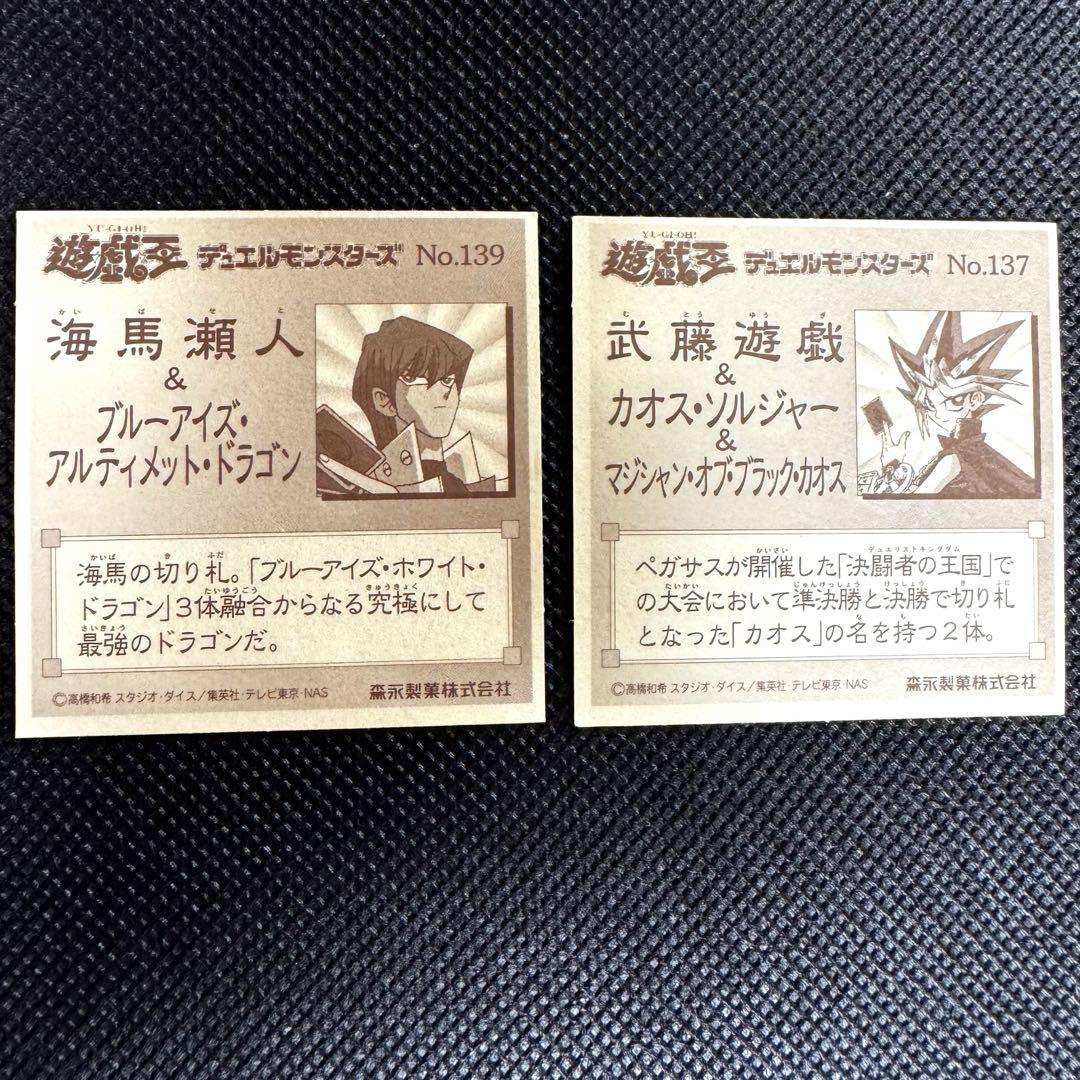 YU-GI-OH!
遊戯王 デュエルモンスターズ No.139
かいばせと
海馬瀬人
&
ブルーアイズ・
アルティメット・ドラゴン
かいば き ふだ
海馬の切り札。「ブルーアイズ・ホワイト・
たいゆうごう きゅうきょく
ドラゴン」3体融合からなる究極にして
さいきょう
最強のドラゴンだ。
©高橋和希 スタジオ・ダイス/集英社・テレビ東京・NAS 森永製菓株式会社
YU-GI-OH!
遊戯王 デュエルモンスターズ No.137
むとうゆうぎ
武藤遊戯
&
カオス・ソルジャー
&
マジシャン・オブ・ブラック・カオス
かいさい デュエリストキングダム
ペガサスが開催した「決闘者の王国」で
たいかい じゅんけっしょう けっしょう き ふだ
の大会において準決勝と決勝で切り札
な も たい
となった「カオス」の名を持つ2体。
©高橋和希 スタジオ・ダイス/集英社・テレビ東京・NAS 森永製菓株式会社